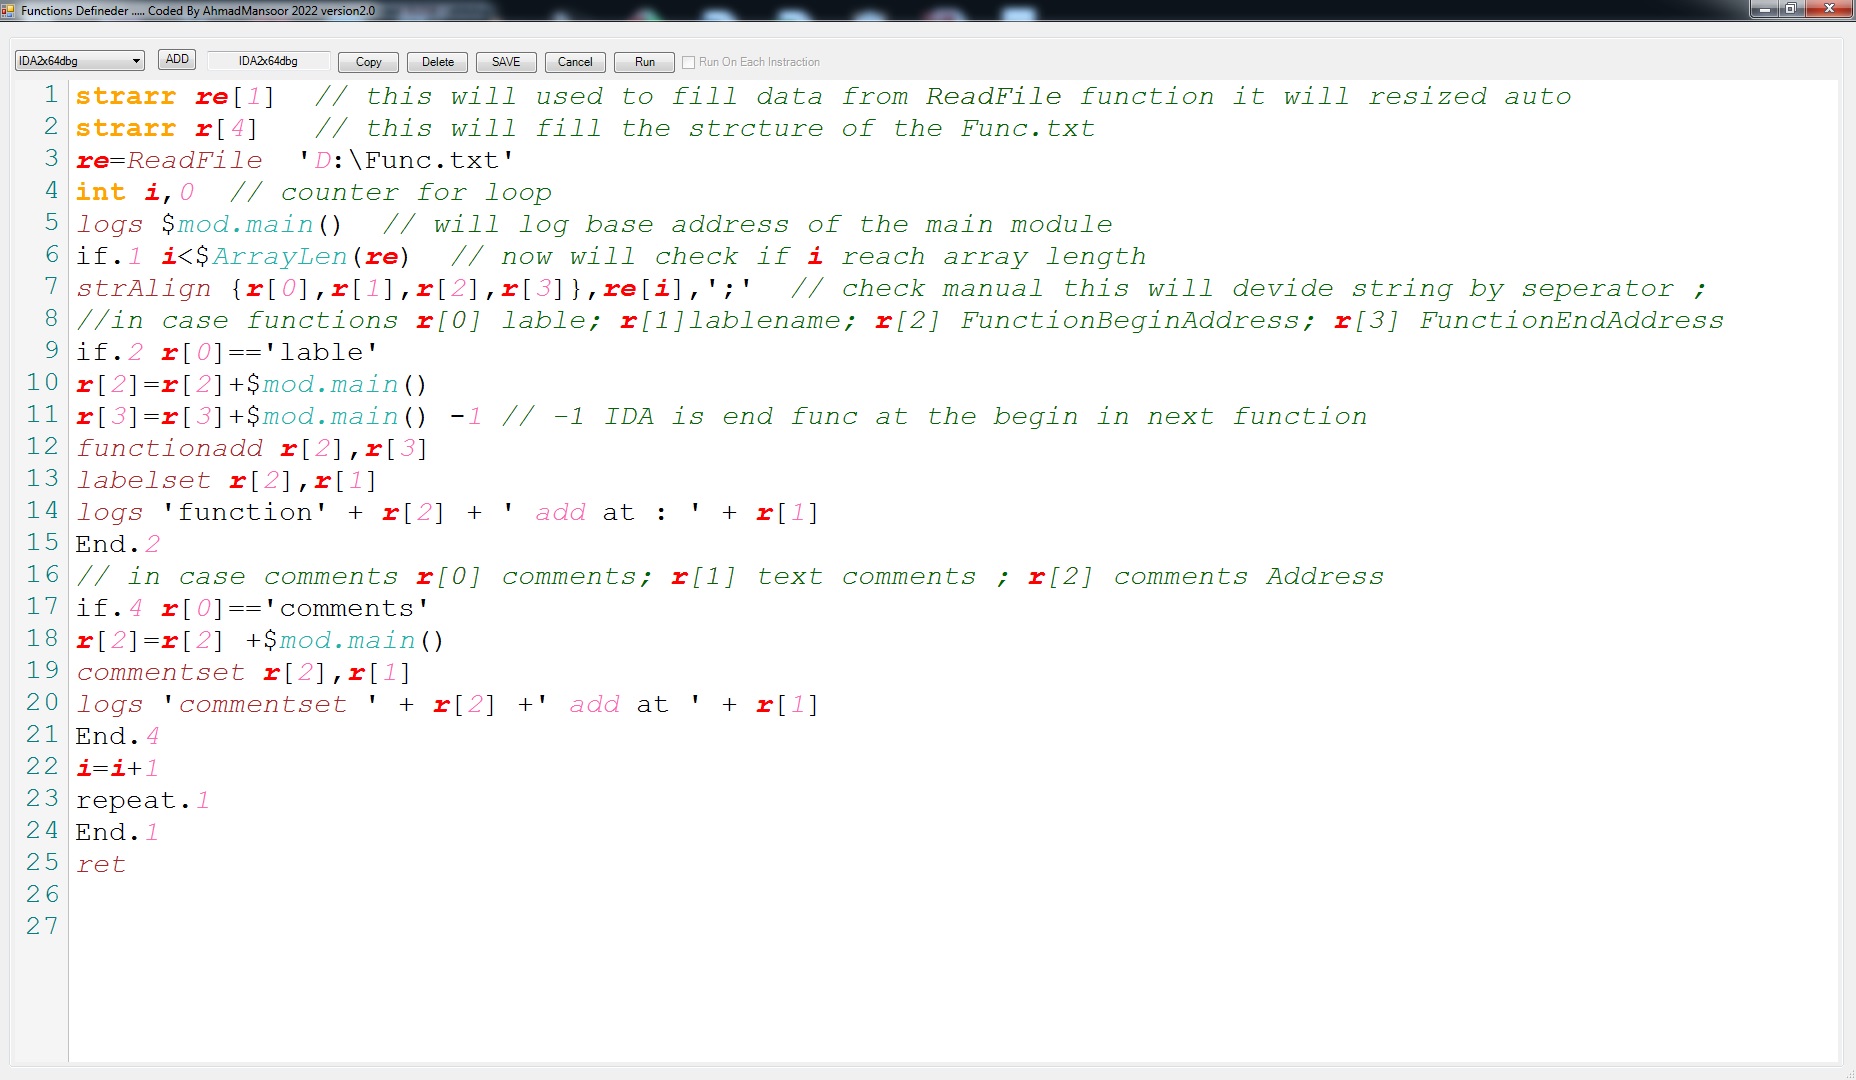 Functions Defineder ..... Coded By AhmadMansoor 2022 version2.0
IDA2x64dbg ADD IDA2x64dbg Copy Delete SAVE Cancel Run Run On Each Instraction
1 strarr re[1] // this will used to fill data from ReadFile function it will resized auto
2 strarr r[4] // this will fill the strcture of the Func.txt
3 re=ReadFile 'D:\Func.txt'
4 int i,0 // counter for loop
5 logs $mod.main() // will log base address of the main module
6 if.1 i<$ArrayLen(re) // now will check if i reach array length
7 strAlign {r[0],r[1],r[2],r[3]},re[i],';' // check manual this will devide string by seperator ;
8 //in case functions r[0] lable; r[1]lablename; r[2] FunctionBeginAddress; r[3] FunctionEndAddress
9 if.2 r[0]=='lable'
10 r[2]=r[2]+$mod.main()
11 r[3]=r[3]+$mod.main() -1 // -1 IDA is end func at the begin in next function
12 functionadd r[2],r[3]
13 labelset r[2],r[1]
14 logs 'function' + r[2] + ' add at : ' + r[1]
15 End.2
16 // in case comments r[0] comments; r[1] text comments ; r[2] comments Address
17 if.4 r[0]=='comments'
18 r[2]=r[2] +$mod.main()
19 commentset r[2],r[1]
20 logs 'commentset ' + r[2] +' add at ' + r[1]
21 End.4
22 i=i+1
23 repeat.1
24 End.1
25 ret
26
27